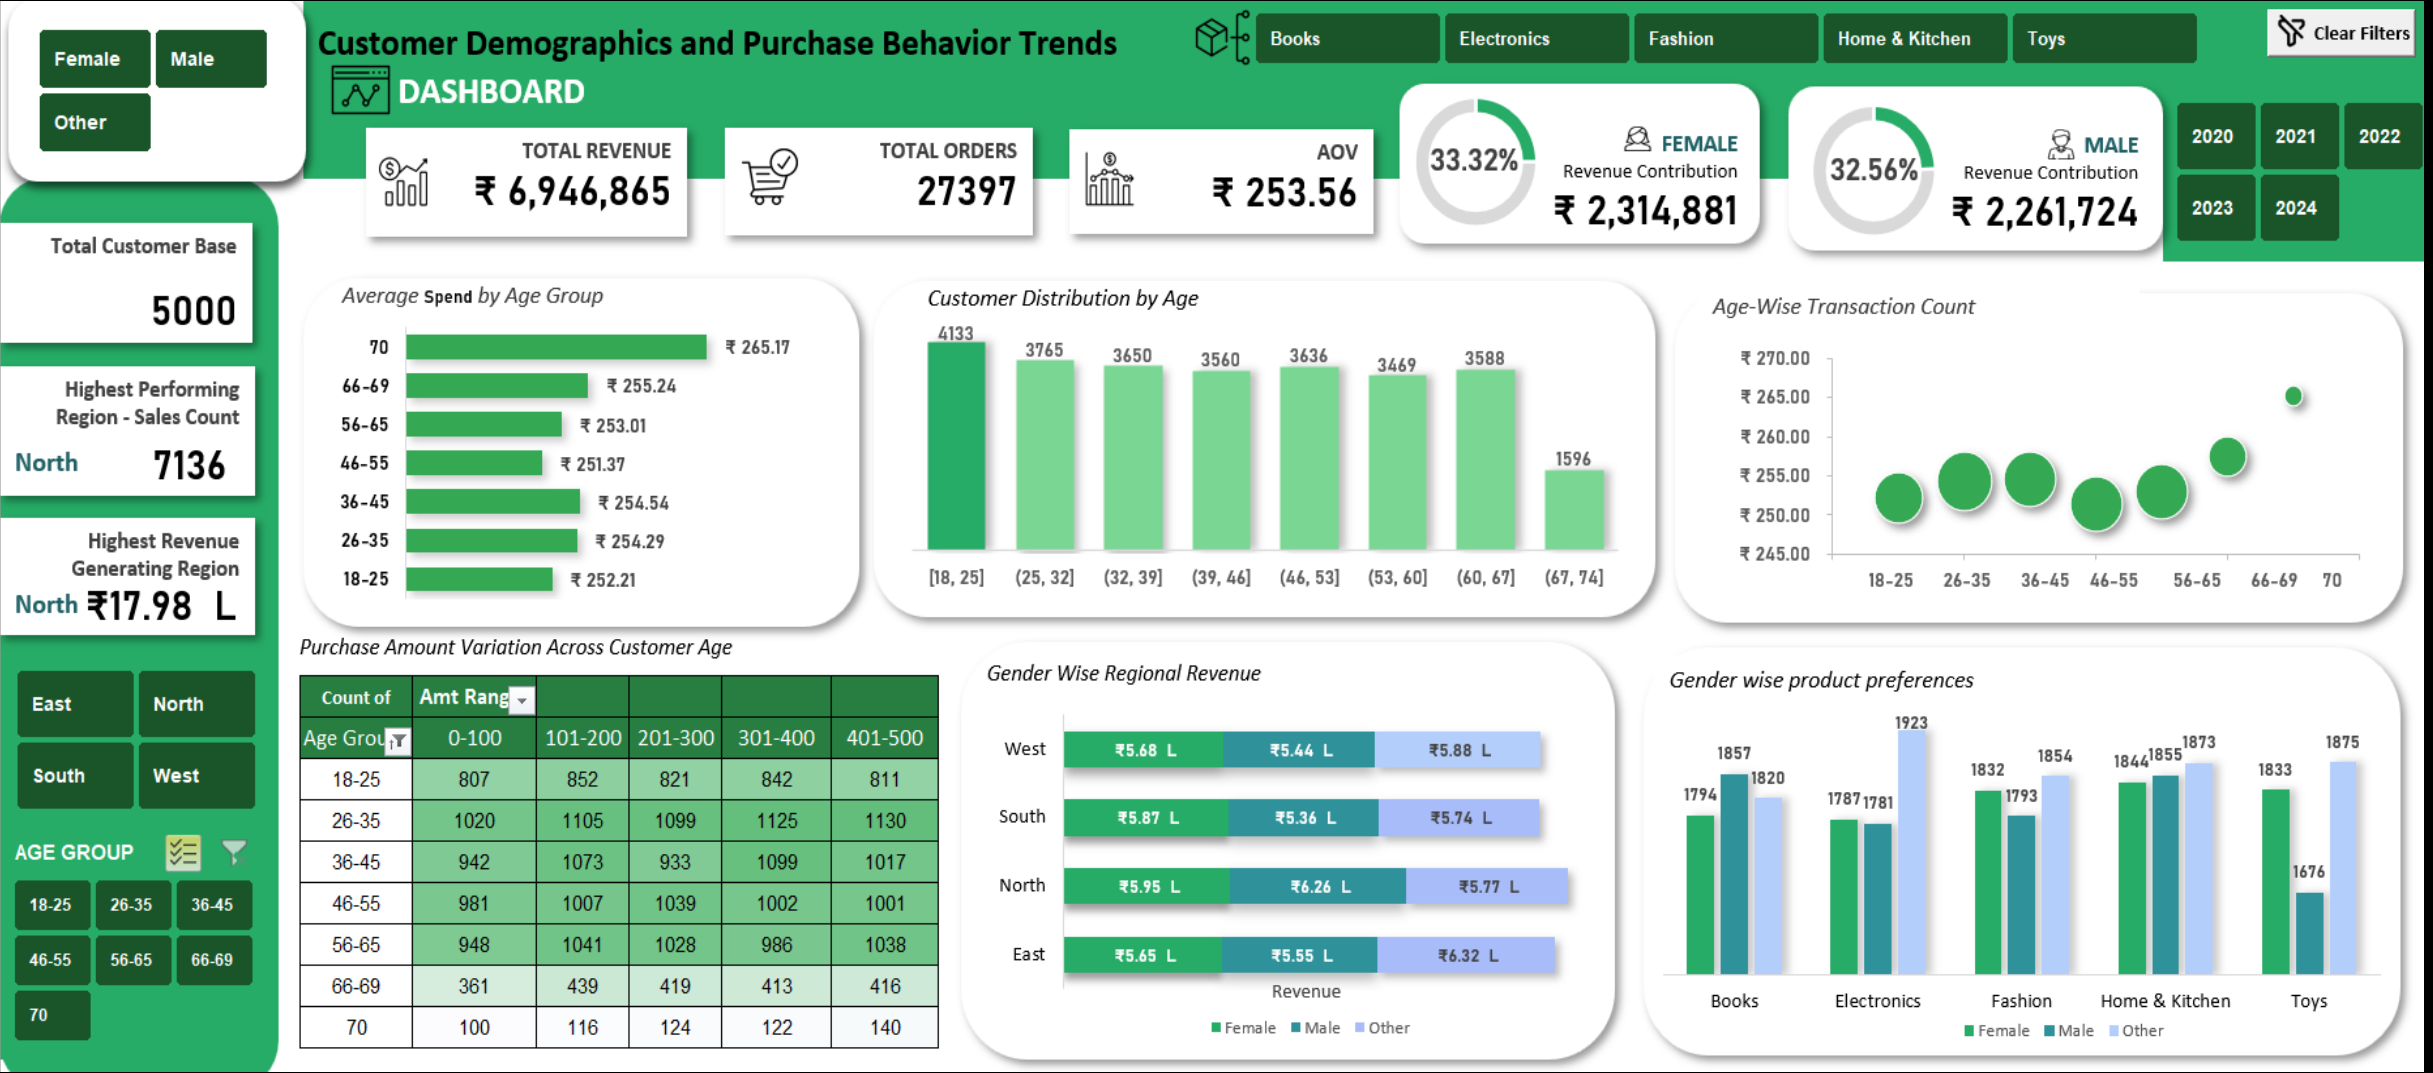 Female
Male
Other
Customer Demographics and Purchase Behavior Trends
DASHBOARD
Books
Electronics
Fashion
Home & Kitchen
Toys
Clear Filters
TOTAL REVENUE
₹ 6,946,865
TOTAL ORDERS
27397
AOV
₹ 253.56
33.32%
FEMALE
Revenue Contribution
₹ 2,314,881
32.56%
MALE
Revenue Contribution
₹ 2,261,724
2020
2021
2022
2023
2024
Total Customer Base
5000
Highest Performing
Region - Sales Count
North 7136
Highest Revenue
Generating Region
North ₹17.98 L
East
North
South
West
AGE GROUP
18-25
26-35
36-45
46-55
56-65
66-69
70
Average Spend by Age Group
70 ₹ 265.17
66-69 ₹ 255.24
56-65 ₹ 253.01
46-55 ₹ 251.37
36-45 ₹ 254.54
26-35 ₹ 254.29
18-25 ₹ 252.21
Customer Distribution by Age
4133 3765 3650 3560 3636 3469 3588 1596
[18, 25] (25, 32] (32, 39] (39, 46] (46, 53] (53, 60] (60, 67] (67, 74]
Age-Wise Transaction Count
₹ 270.00
₹ 265.00
₹ 260.00
₹ 255.00
₹ 250.00
₹ 245.00
18-25 26-35 36-45 46-55 56-65 66-69 70
Purchase Amount Variation Across Customer Age
Count of Amt Rang
Age Grou 0-100 101-200 201-300 301-400 401-500
18-25 807 852 821 842 811
26-35 1020 1105 1099 1125 1130
36-45 942 1073 933 1099 1017
46-55 981 1007 1039 1002 1001
56-65 948 1041 1028 986 1038
66-69 361 439 419 413 416
70 100 116 124 122 140
Gender Wise Regional Revenue
West ₹5.68 L ₹5.44 L ₹5.88 L
South ₹5.87 L ₹5.36 L ₹5.74 L
North ₹5.95 L ₹6.26 L ₹5.77 L
East ₹5.65 L ₹5.55 L ₹6.32 L
Revenue
Female Male Other
Gender wise product preferences
1794 1857 1820 1787 1781 1923 1832 1793 1854 1844 1855 1873 1833 1676 1875
Books Electronics Fashion Home & Kitchen Toys
Female Male Other